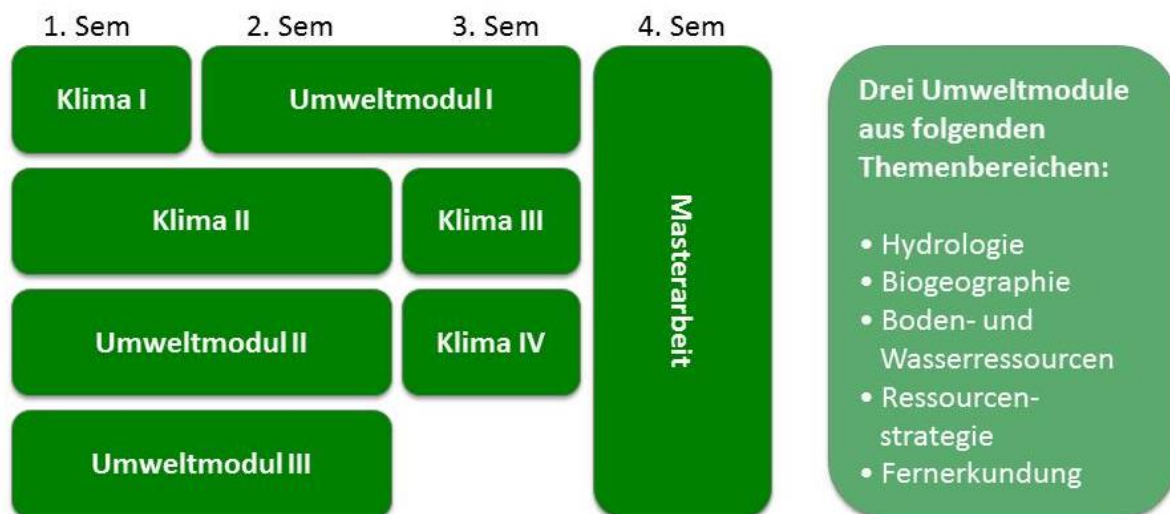 1. Sem 2. Sem 3. Sem 4. Sem
Klima I Umweltmodul I
Klima II Klima III
Umweltmodul II Klima IV
Umweltmodul III
Masterarbeit
Drei Umweltmodule
aus folgenden
Themenbereichen:
• Hydrologie
• Biogeographie
• Boden- und
Wasserressourcen
• Ressourcen-
strategie
• Fernerkundung